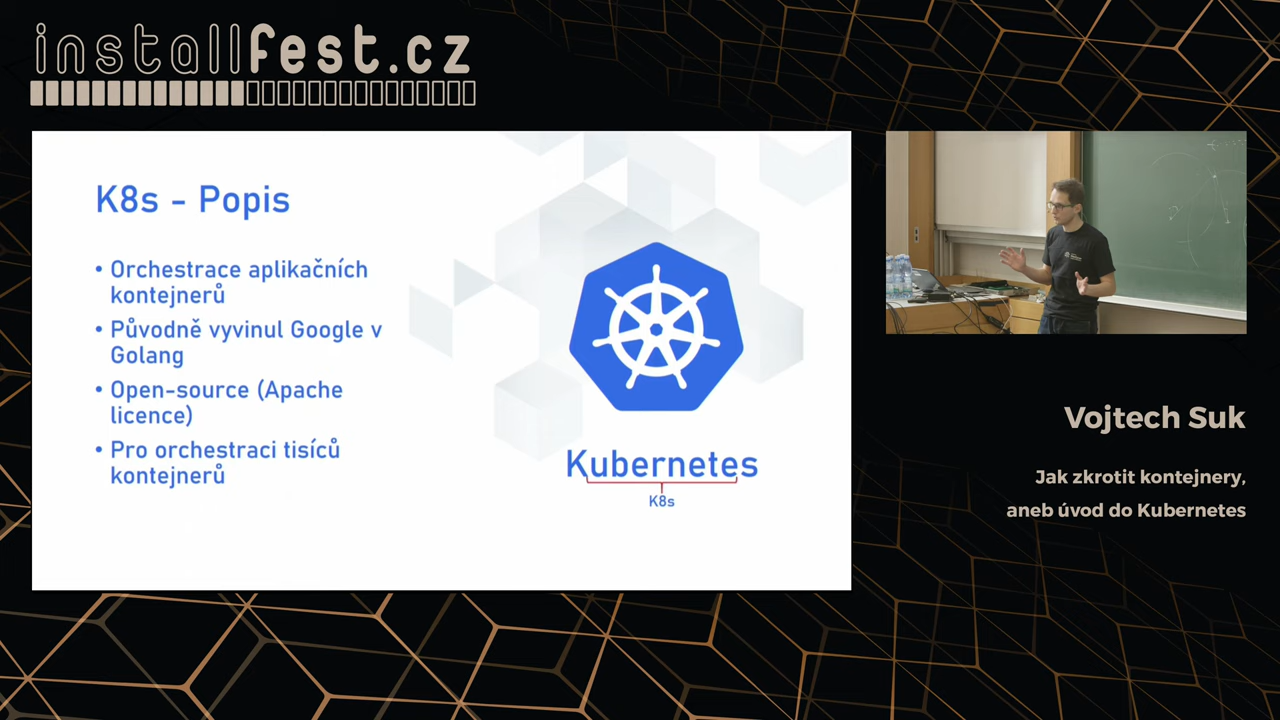 installfest.cz
K8s - Popis
• Orchestrace aplikačních
kontejnerů
• Původně vyvinul Google v
Golang
• Open-source (Apache
licence)
• Pro orchestraci tisíců
kontejnerů
Kubernetes
K8s
Vojtech Suk
Jak zkrotit kontejnery,
aneb úvod do Kubernetes